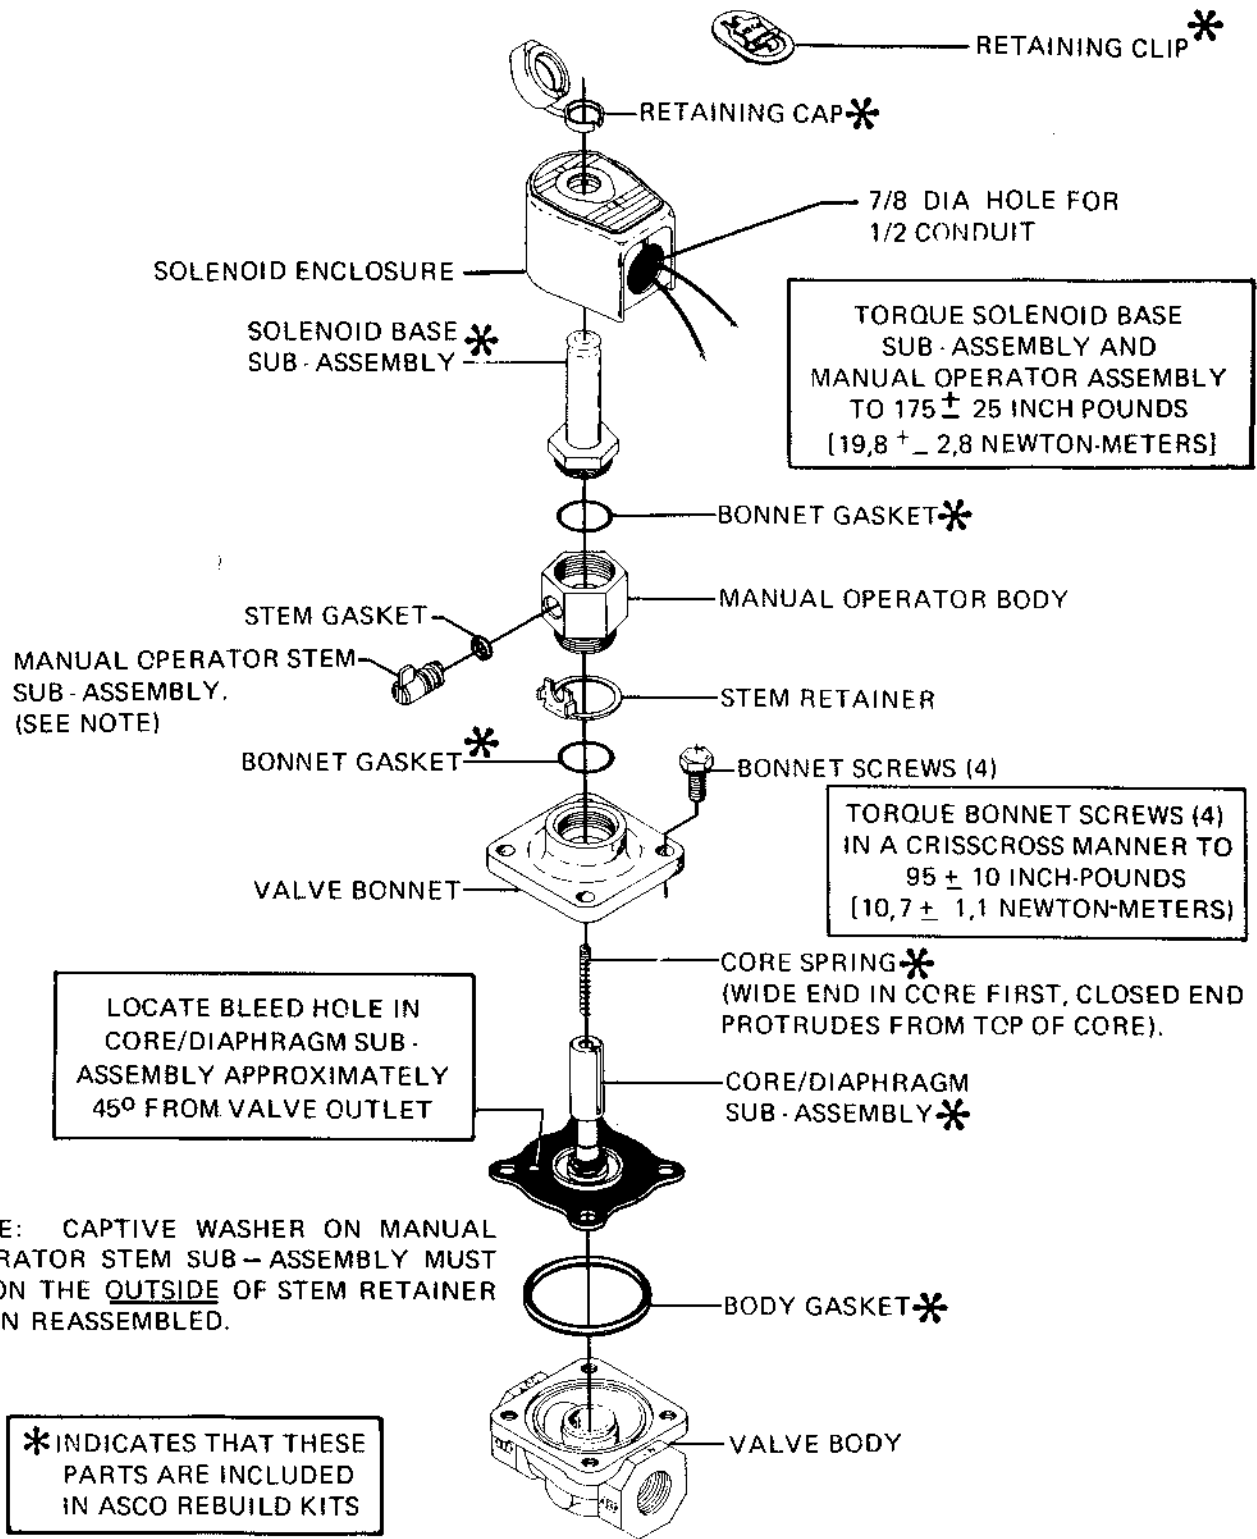 RETAINING CLIP*
RETAINING CAP*
7/8 DIA HOLE FOR
1/2 CONDUIT
SOLENOID ENCLOSURE
SOLENOID BASE *
SUB-ASSEMBLY
TORQUE SOLENOID BASE
SUB-ASSEMBLY AND
MANUAL OPERATOR ASSEMBLY
TO 175 ± 25 INCH POUNDS
[19,8 +_ 2,8 NEWTON-METERS]
BONNET GASKET*
MANUAL OPERATOR BODY
STEM GASKET
MANUAL OPERATOR STEM
SUB-ASSEMBLY.
(SEE NOTE)
STEM RETAINER
BONNET GASKET*
BONNET SCREWS (4)
TORQUE BONNET SCREWS (4)
IN A CRISSCROSS MANNER TO
95 ± 10 INCH-POUNDS
[10,7 ± 1,1 NEWTON-METERS)
VALVE BONNET
CORE SPRING*
(WIDE END IN CORE FIRST, CLOSED END
PROTRUDES FROM TOP OF CORE).
LOCATE BLEED HOLE IN
CORE/DIAPHRAGM SUB-
ASSEMBLY APPROXIMATELY
45º FROM VALVE OUTLET
CORE/DIAPHRAGM
SUB-ASSEMBLY*
E: CAPTIVE WASHER ON MANUAL
RATOR STEM SUB–ASSEMBLY MUST
ON THE OUTSIDE OF STEM RETAINER
N REASSEMBLED.
BODY GASKET*
VALVE BODY
* INDICATES THAT THESE
PARTS ARE INCLUDED
IN ASCO REBUILD KITS